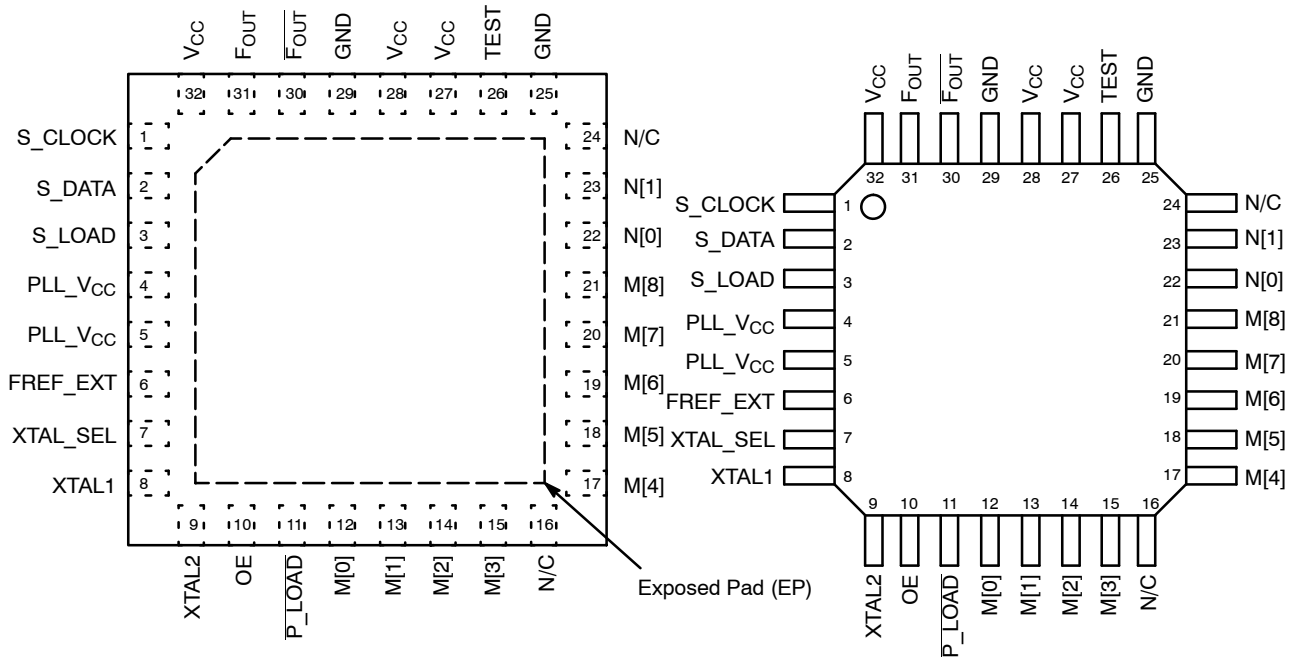 VCC FOUT F̅O̅U̅T̅ GND VCC VCC TEST GND
32 31 30 29 28 27 26 25
S_CLOCK 1 24 N/C
S_DATA 2 23 N[1]
S_LOAD 3 22 N[0]
PLL_VCC 4 21 M[8]
PLL_VCC 5 20 M[7]
FREF_EXT 6 19 M[6]
XTAL_SEL 7 18 M[5]
XTAL1 8 17 M[4]
9 10 11 12 13 14 15 16
XTAL2 OE P̅_̅L̅O̅A̅D̅ M[0] M[1] M[2] M[3] N/C
Exposed Pad (EP)
VCC FOUT F̅O̅U̅T̅ GND VCC VCC TEST GND
32 31 30 29 28 27 26 25
S_CLOCK 1 24 N/C
S_DATA 2 23 N[1]
S_LOAD 3 22 N[0]
PLL_VCC 4 21 M[8]
PLL_VCC 5 20 M[7]
FREF_EXT 6 19 M[6]
XTAL_SEL 7 18 M[5]
XTAL1 8 17 M[4]
9 10 11 12 13 14 15 16
XTAL2 OE P̅_̅L̅O̅A̅D̅ M[0] M[1] M[2] M[3] N/C